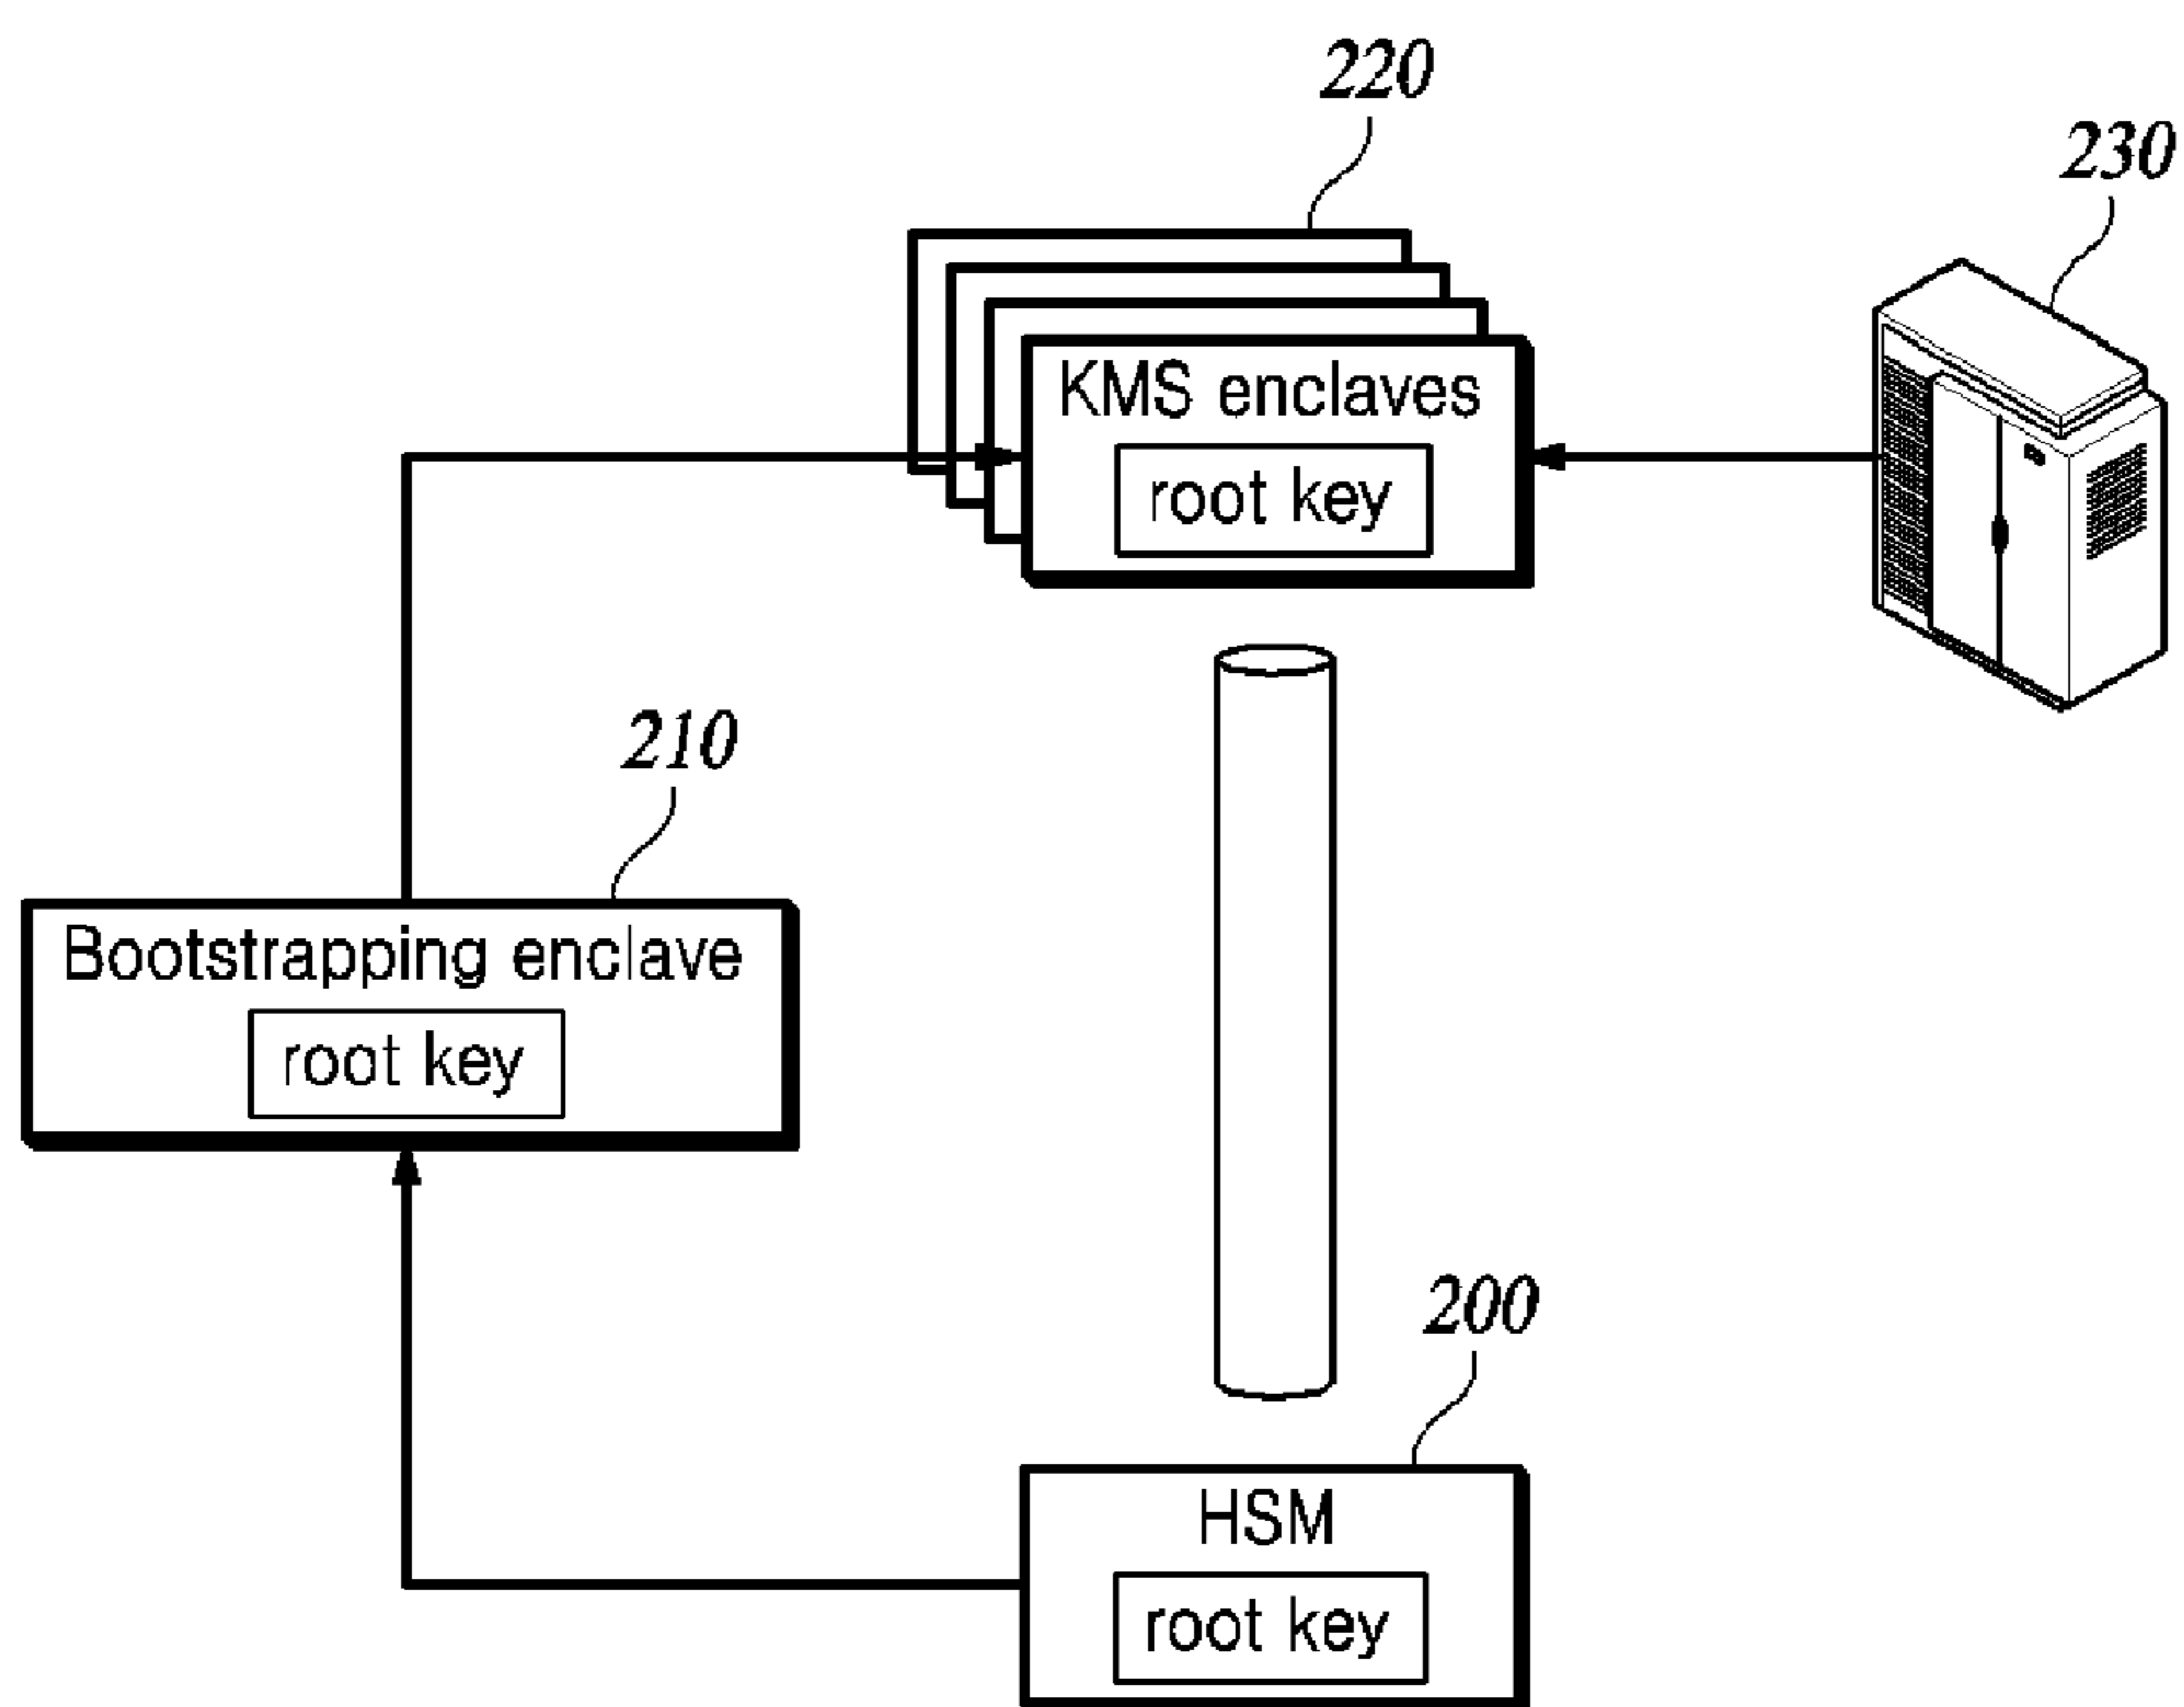 220
230
KMS enclaves
root key
210
Bootstrapping enclave
root key
200
HSM
root key